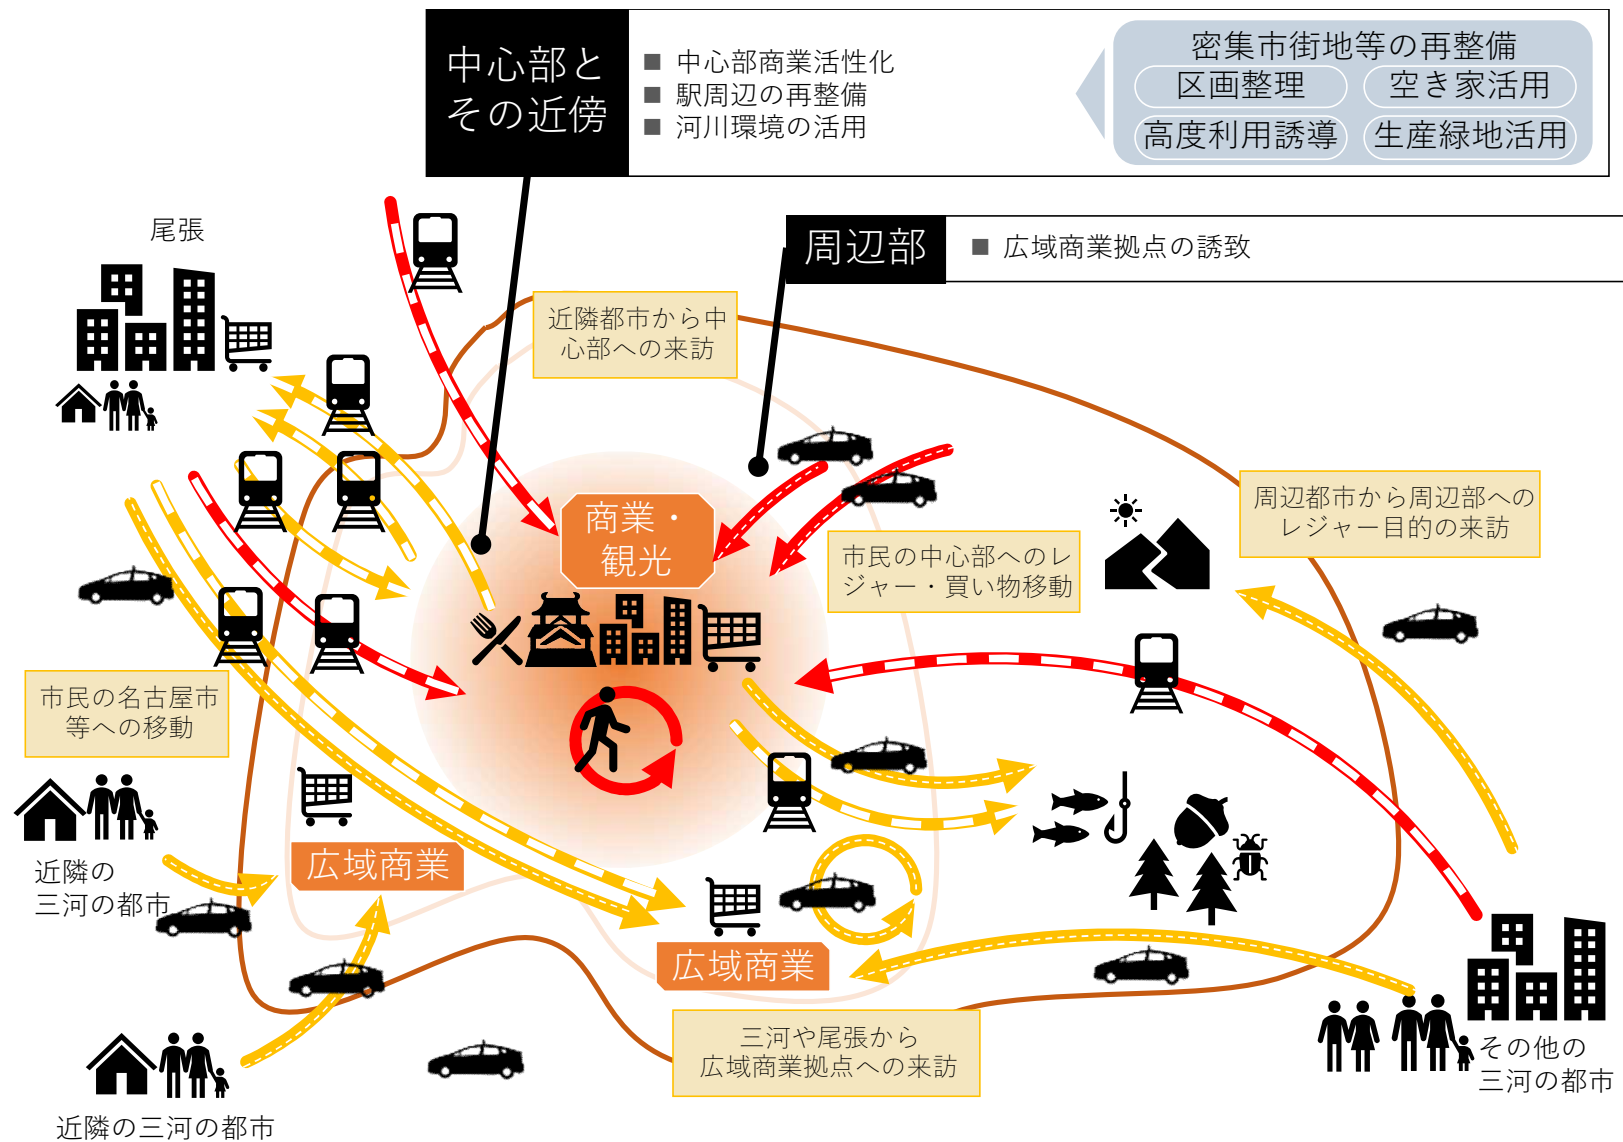 中心部と
その近傍
■ 中心部商業活性化
■ 駅周辺の再整備
■ 河川環境の活用
密集市街地等の再整備
区画整理
空き家活用
高度利用誘導
生産緑地活用
周辺部
■ 広域商業拠点の誘致
尾張
近隣都市から中
心部への来訪
周辺都市から周辺部への
レジャー目的の来訪
商業・
観光
市民の中心部へのレ
ジャー・買い物移動
市民の名古屋市
等への移動
近隣の
三河の都市
広域商業
広域商業
三河や尾張から
広域商業拠点への来訪
その他の
三河の都市
近隣の三河の都市